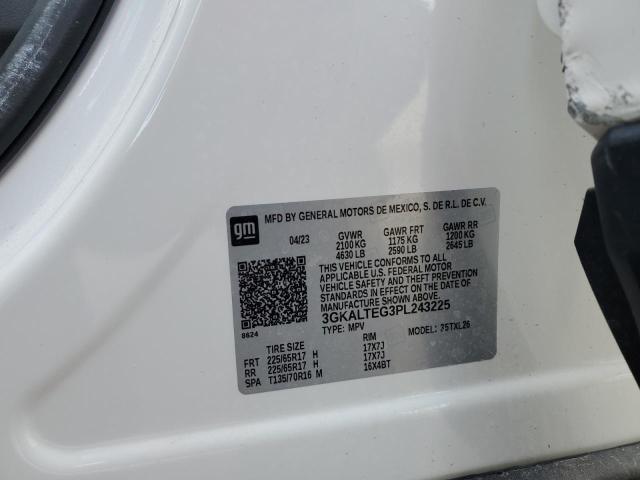 gm
MFD BY GENERAL MOTORS DE MEXICO, S. DE R.L. DE C.V.
04/23 GVWR GAWR FRT GAWR RR
2100 KG 1175 KG 1200 KG
4630 LB 2590 LB 2645 LB
THIS VEHICLE CONFORMS TO ALL
APPLICABLE U.S. FEDERAL MOTOR
VEHICLE SAFETY AND THEFT PREVENTION
STANDARDS IN EFFECT ON THE DATE OF
MANUFACTURE SHOWN ABOVE.
3GKALTEG3PL243225
8624 TYPE: MPV MODEL: 75TXL26
TIRE SIZE RIM
FRT 225/65R17 H 17X7J
RR 225/65R17 H 17X7J
SPA T135/70R16 M 16X4BT